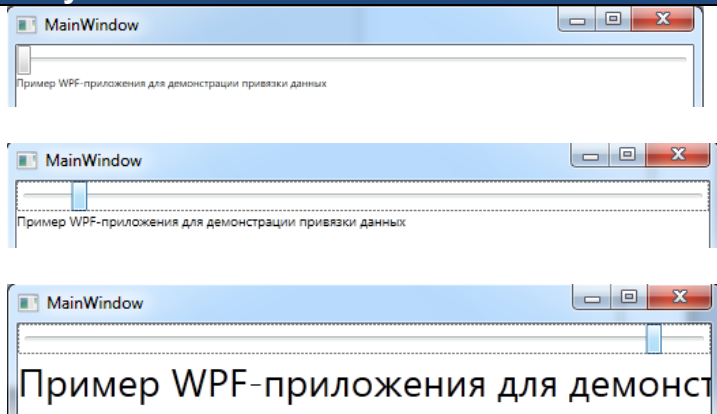 MainWindow
Пример WPF-приложения для демонстрации привязки данных
MainWindow
Пример WPF-приложения для демонстрации привязки данных
MainWindow
Пример WPF-приложения для демонст